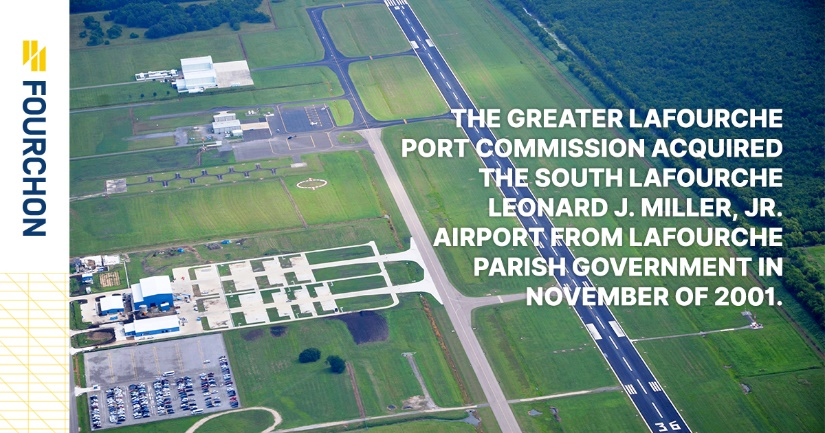 FOURCHON
THE GREATER LAFOURCHE
PORT COMMISSION ACQUIRED
THE SOUTH LAFOURCHE
LEONARD J. MILLER, JR.
AIRPORT FROM LAFOURCHE
PARISH GOVERNMENT IN
NOVEMBER OF 2001.
36